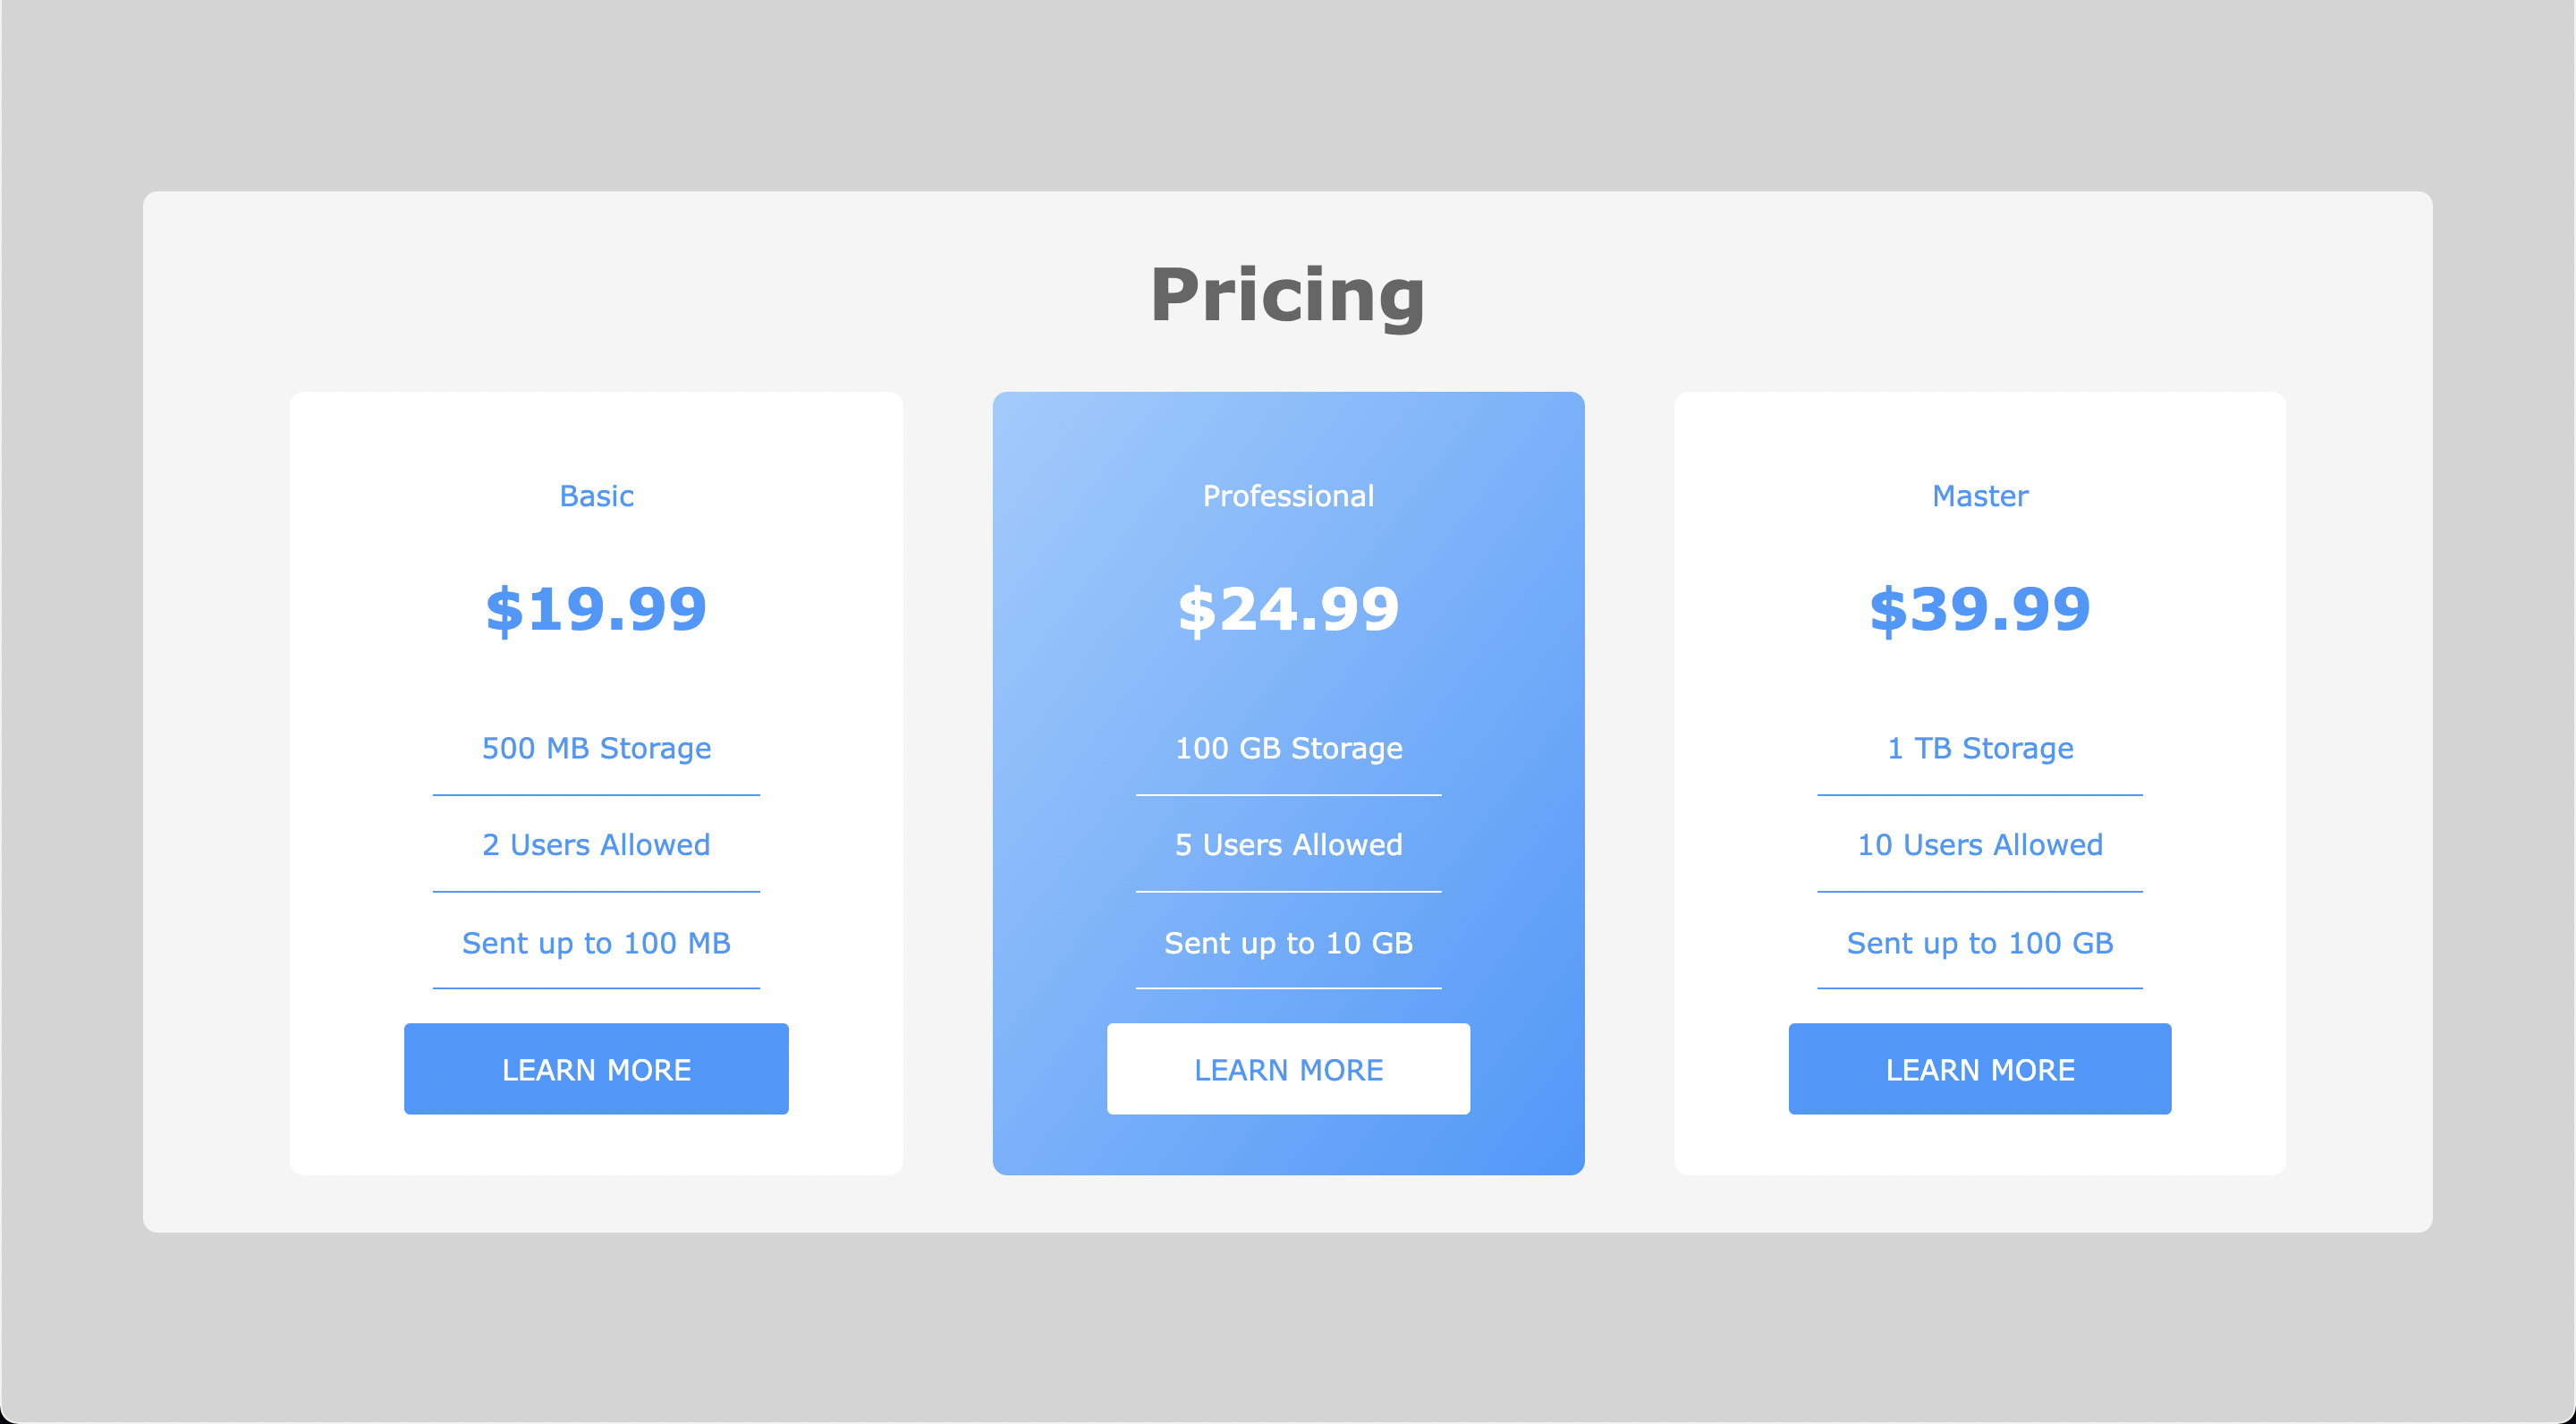 Pricing
Basic
$19.99
500 MB Storage
2 Users Allowed
Sent up to 100 MB
LEARN MORE
Professional
$24.99
100 GB Storage
5 Users Allowed
Sent up to 10 GB
LEARN MORE
Master
$39.99
1 TB Storage
10 Users Allowed
Sent up to 100 GB
LEARN MORE